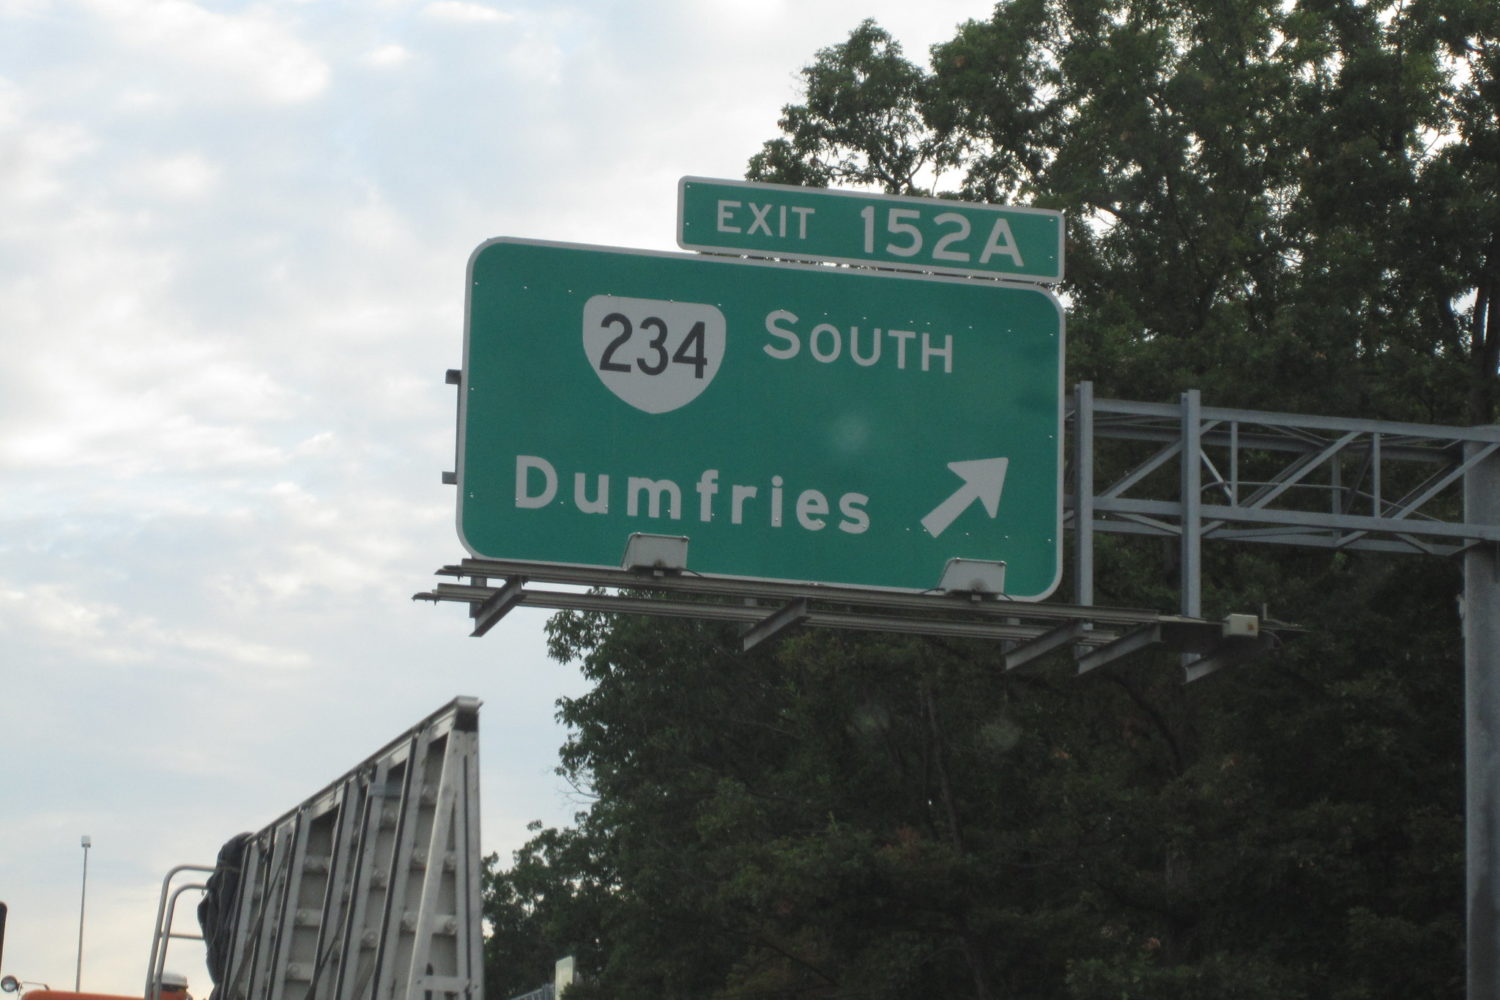 EXIT 152A
234 SOUTH
Dumfries